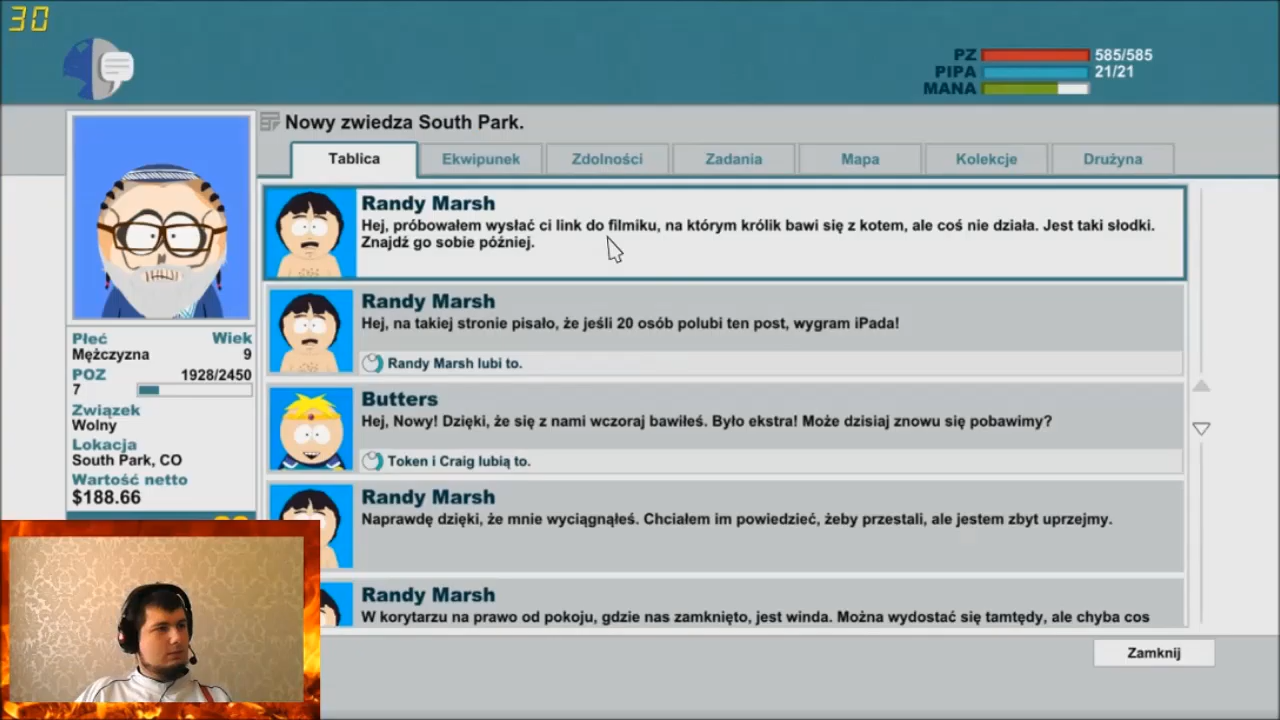 30
PZ 585/585
PIPA 21/21
MANA
Nowy zwiedza South Park.
Tablica Ekwipunek Zdolności Zadania Mapa Kolekcje Drużyna
Randy Marsh
Hej, próbowałem wysłać ci link do filmiku, na którym królik bawi się z kotem, ale coś nie działa. Jest taki słodki.
Znajdź go sobie później.
Randy Marsh
Hej, na takiej stronie pisało, że jeśli 20 osób polubi ten post, wygram iPada!
Randy Marsh lubi to.
Butters
Hej, Nowy! Dzięki, że się z nami wczoraj bawiłeś. Było ekstra! Może dzisiaj znowu się pobawimy?
Token i Craig lubią to.
Randy Marsh
Naprawdę dzięki, że mnie wyciągnąłeś. Chciałem im powiedzieć, żeby przestali, ale jestem zbyt uprzejmy.
Randy Marsh
W korytarzu na prawo od pokoju, gdzie nas zamknięto, jest winda. Można wydostać się tamtędy, ale chyba cos
Płeć Wiek
Mężczyzna 9
POZ 1928/2450
7
Związek
Wolny
Lokacja
South Park, CO
Wartość netto
$188.66
Zamknij